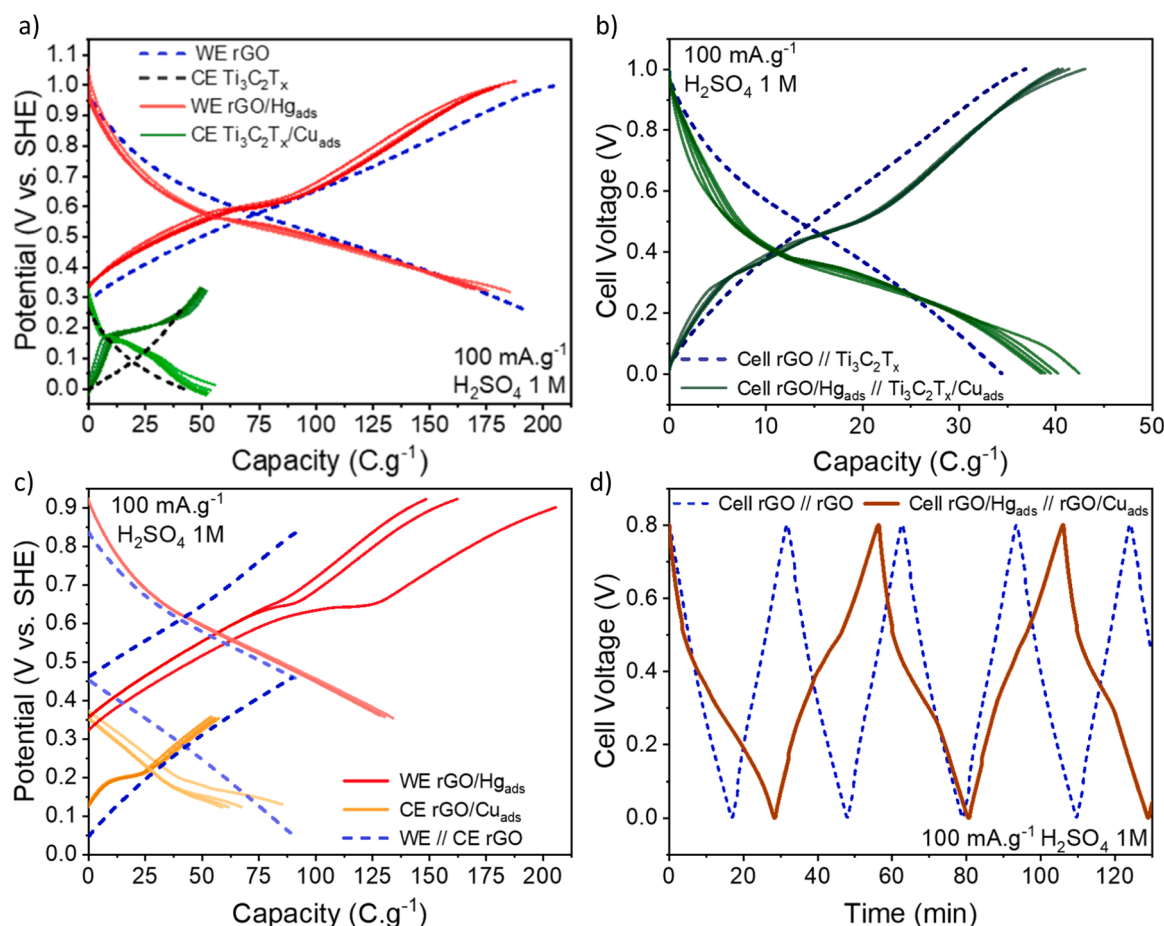 a)
1.1
1.0
0.9
0.8
0.7
0.6
0.5
0.4
0.3
0.2
0.1
0.0
Potential (V vs. SHE)
WE rGO
CE Ti₃C₂Tₓ
WE rGO/Hg_ads
CE Ti₃C₂Tₓ/Cu_ads
100 mA.g⁻¹
H₂SO₄ 1 M
0 25 50 75 100 125 150 175 200
Capacity (C.g⁻¹)
b)
1.0
0.8
0.6
0.4
0.2
0.0
Cell Voltage (V)
100 mA.g⁻¹
H₂SO₄ 1 M
Cell rGO // Ti₃C₂Tₓ
Cell rGO/Hg_ads // Ti₃C₂Tₓ/Cu_ads
0 10 20 30 40 50
Capacity (C.g⁻¹)
c)
0.9
0.8
0.7
0.6
0.5
0.4
0.3
0.2
0.1
0.0
Potential (V vs. SHE)
100 mA.g⁻¹
H₂SO₄ 1M
WE rGO/Hg_ads
CE rGO/Cu_ads
WE // CE rGO
0 25 50 75 100 125 150 175 200
Capacity (C.g⁻¹)
d)
0.8
0.6
0.4
0.2
0.0
Cell Voltage (V)
Cell rGO // rGO
Cell rGO/Hg_ads // rGO/Cu_ads
100 mA.g⁻¹ H₂SO₄ 1M
0 20 40 60 80 100 120
Time (min)